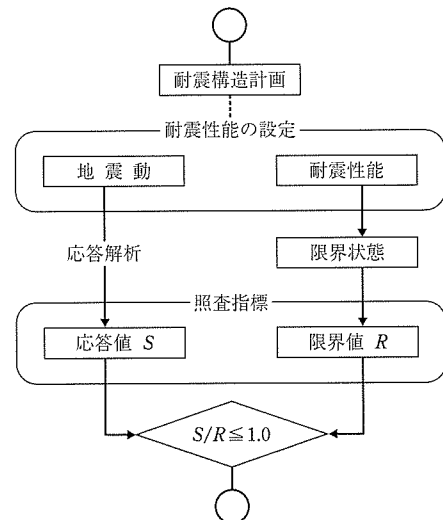 耐震構造計画
耐震性能の設定
地震動
耐震性能
応答解析
限界状態
照査指標
応答値 S
限界値 R
S/R≦1.0